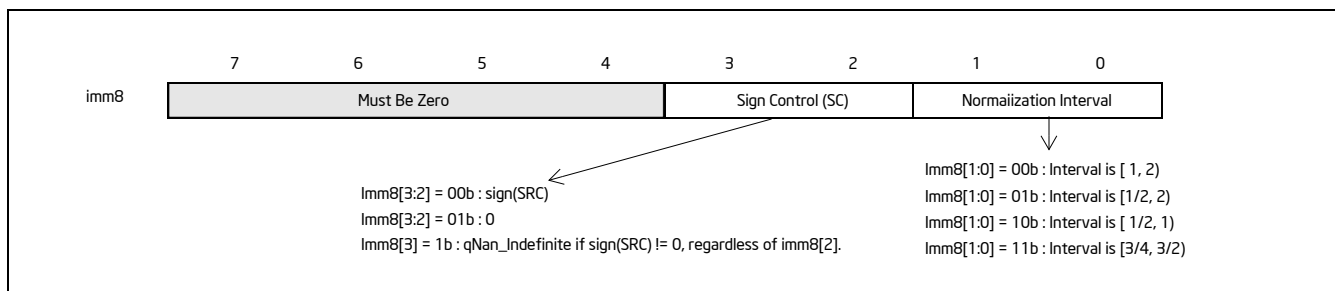 7 6 5 4 3 2 1 0
imm8 Must Be Zero Sign Control (SC) Normaiization Interval
Imm8[3:2] = 00b : sign(SRC)
Imm8[3:2] = 01b : 0
Imm8[3] = 1b : qNan_Indefinite if sign(SRC) != 0, regardless of imm8[2].
Imm8[1:0] = 00b : Interval is [ 1, 2)
Imm8[1:0] = 01b : Interval is [1/2, 2)
Imm8[1:0] = 10b : Interval is [ 1/2, 1)
Imm8[1:0] = 11b : Interval is [3/4, 3/2)